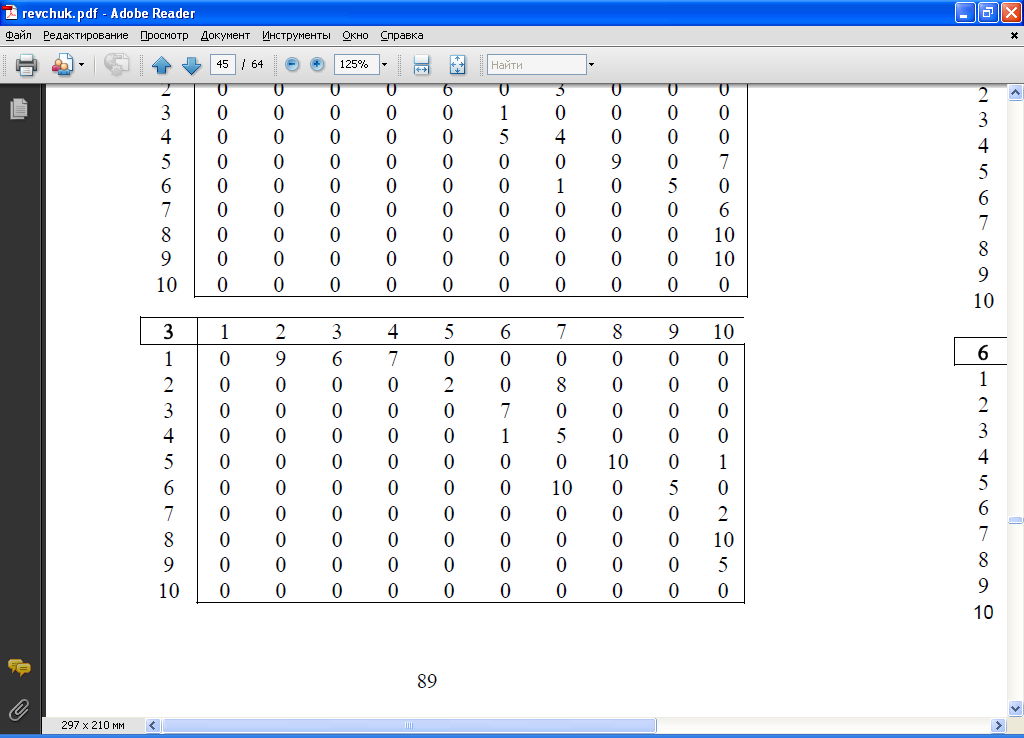 revchuk.pdf - Adobe Reader
Файл Редактирование Просмотр Документ Инструменты Окно Справка
45 / 64 125% Найти
2 0 0 0 0 6 0 3 0 0 0 2
3 0 0 0 0 0 1 0 0 0 0 3
4 0 0 0 0 0 5 4 0 0 0 4
5 0 0 0 0 0 0 0 9 0 7 5
6 0 0 0 0 0 0 1 0 5 0 6
7 0 0 0 0 0 0 0 0 0 6 7
8 0 0 0 0 0 0 0 0 0 10 8
9 0 0 0 0 0 0 0 0 0 10 9
10 0 0 0 0 0 0 0 0 0 0 10
3 1 2 3 4 5 6 7 8 9 10 6
1 0 9 6 7 0 0 0 0 0 0 1
2 0 0 0 0 2 0 8 0 0 0 2
3 0 0 0 0 0 7 0 0 0 0 3
4 0 0 0 0 0 1 5 0 0 0 4
5 0 0 0 0 0 0 0 10 0 1 5
6 0 0 0 0 0 0 10 0 5 0 6
7 0 0 0 0 0 0 0 0 0 2 7
8 0 0 0 0 0 0 0 0 0 10 8
9 0 0 0 0 0 0 0 0 0 5 9
10 0 0 0 0 0 0 0 0 0 0 10
89
297 x 210 мм